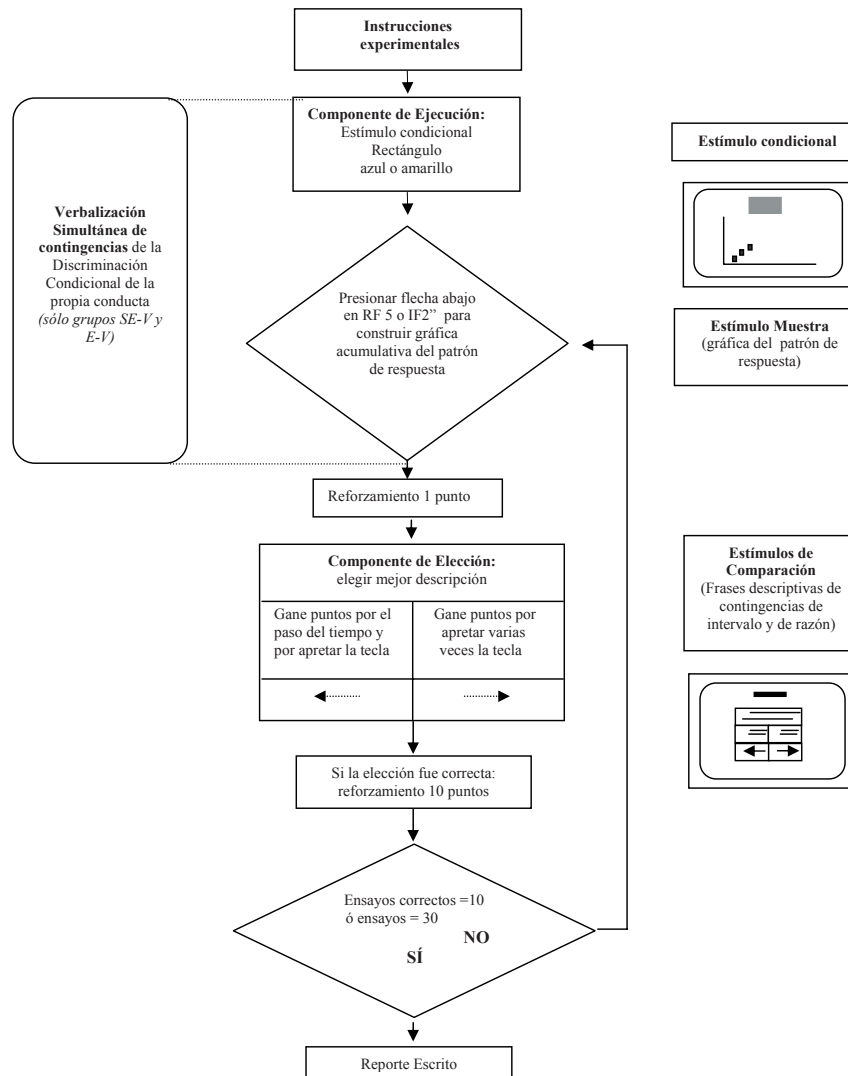 Instrucciones
experimentales
Componente de Ejecución:
Estímulo condicional
Rectángulo
azul o amarillo
Verbalización
Simultánea de
contingencias de la
Discriminación
Condicional de la
propia conducta
(sólo grupos SE-V y
E-V)
Presionar flecha abajo
en RF 5 o IF2” para
construir gráfica
acumulativa del patrón
de respuesta
Reforzamiento 1 punto
Componente de Elección:
elegir mejor descripción
Gane puntos por el
paso del tiempo y
por apretar la tecla
Gane puntos por
apretar varias
veces la tecla
Si la elección fue correcta:
reforzamiento 10 puntos
Ensayos correctos =10
ó ensayos = 30
NO
SÍ
Reporte Escrito
Estímulo condicional
Estímulo Muestra
(gráfica del patrón de
respuesta)
Estímulos de
Comparación
(Frases descriptivas de
contingencias de
intervalo y de razón)